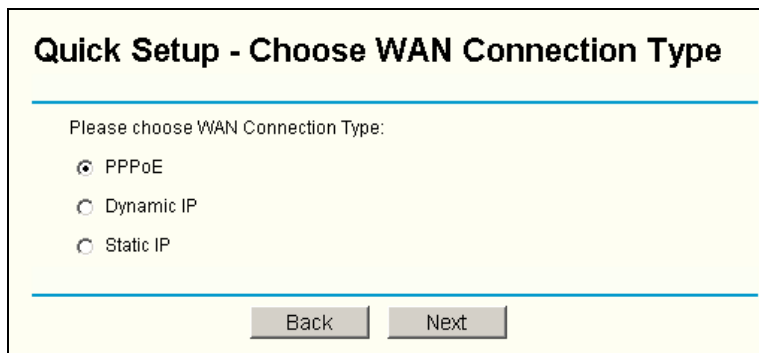 Quick Setup - Choose WAN Connection Type
Please choose WAN Connection Type:
PPPoE
Dynamic IP
Static IP
Back Next